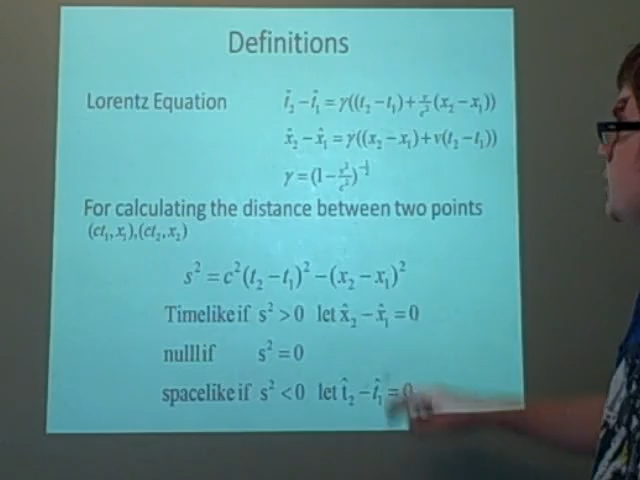 Definitions
Lorentz Equation t̂₂ − t̂₁ = γ((t₂ − t₁) + v/c² (x₂ − x₁))
x̂₂ − x̂₁ = γ((x₂ − x₁) + v(t₂ − t₁))
γ = (1 − v²/c²)^−½
For calculating the distance between two points
(ct₁, x₁), (ct₂, x₂)
s² = c²(t₂ − t₁)² − (x₂ − x₁)²
Timelike if s² > 0 let x̂₂ − x̂₁ = 0
nulll if s² = 0
spacelike if s² < 0 let t̂₂ − t̂₁ = 0